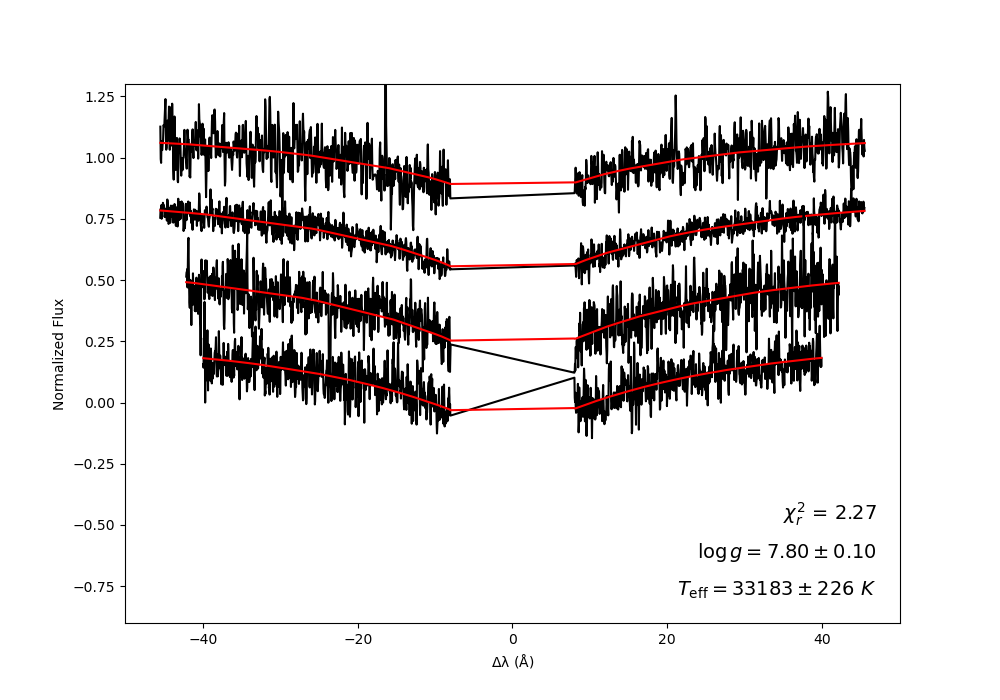 1.25
1.00
0.75
0.50
0.25
0.00
−0.25
−0.50
−0.75
Normalized Flux
χ²ᵣ = 2.27
log g = 7.80 ± 0.10
T_eff = 33183 ± 226 K
−40
−20
0
20
40
Δλ (Å)